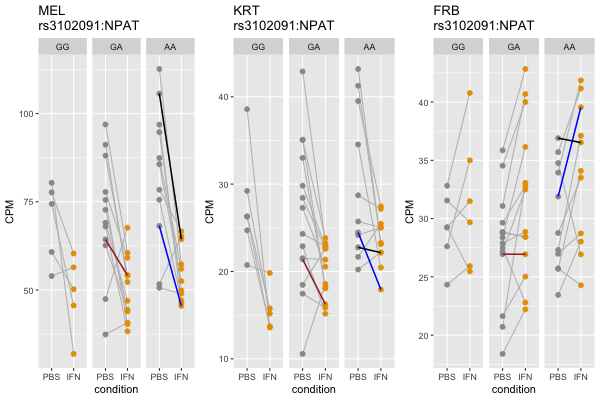 MEL
rs3102091:NPAT
GG GA AA
CPM
100
75
50
PBS IFN PBS IFN PBS IFN
condition
KRT
rs3102091:NPAT
GG GA AA
CPM
40
30
20
10
PBS IFN PBS IFN PBS IFN
condition
FRB
rs3102091:NPAT
GG GA AA
CPM
40
35
30
25
20
PBS IFN PBS IFN PBS IFN
condition